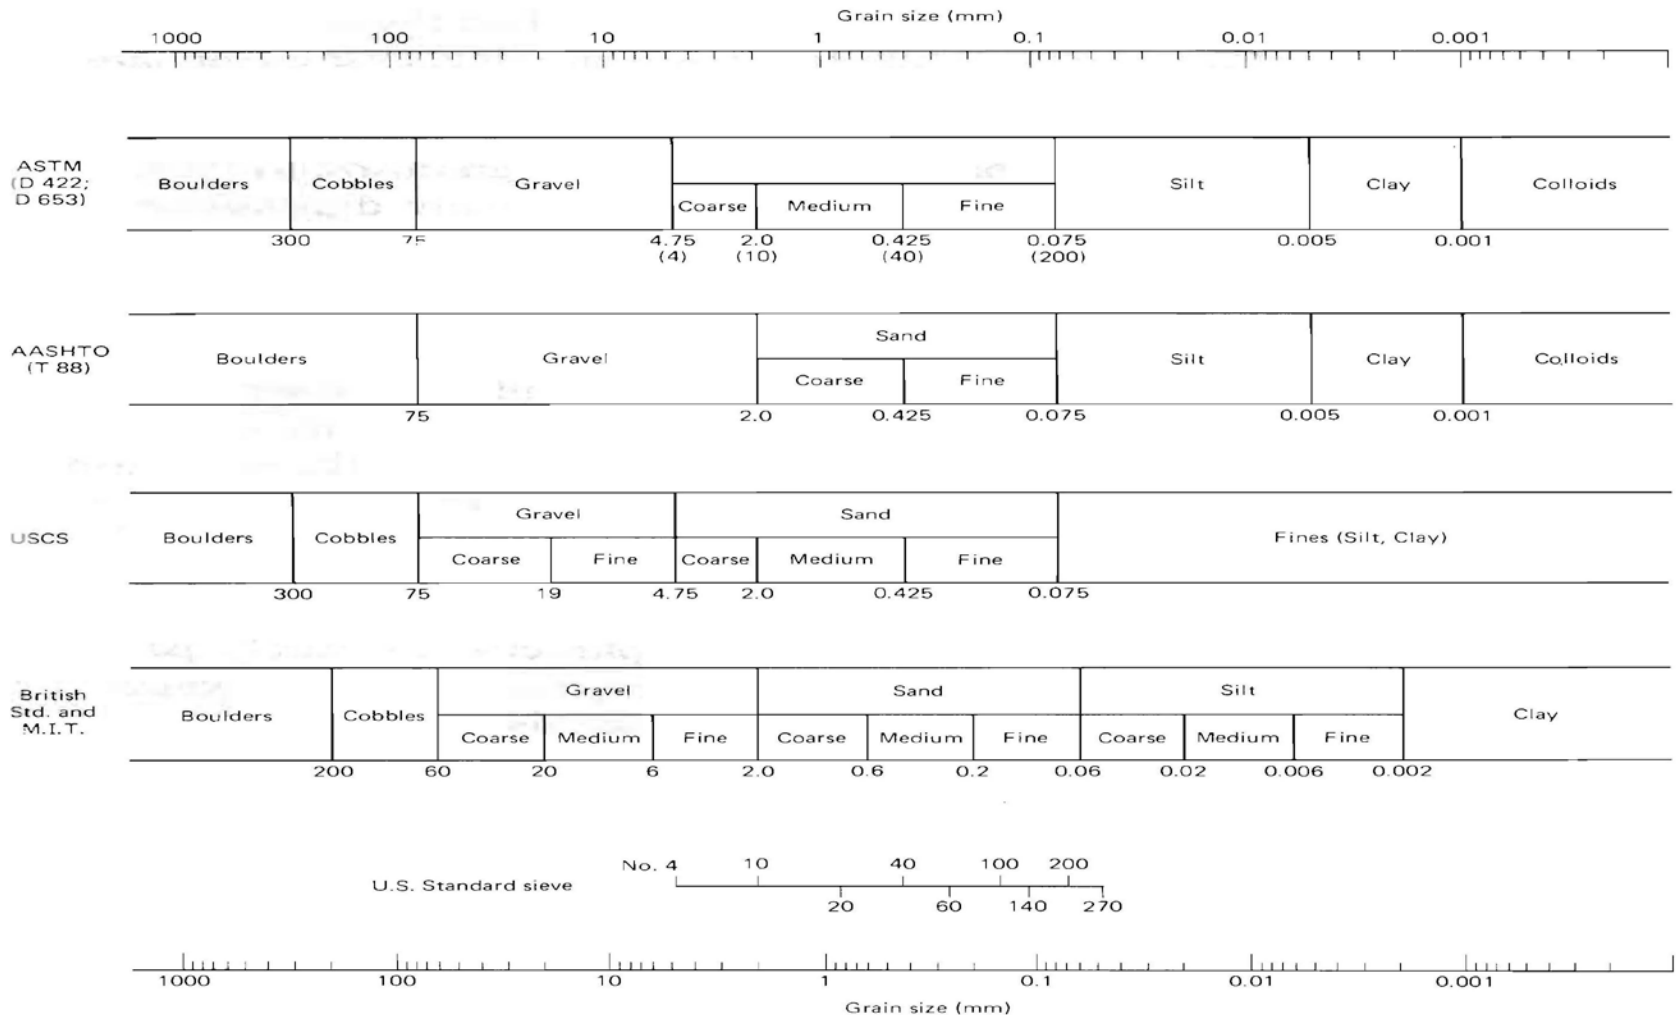 Grain size (mm)
1000 100 10 1 0.1 0.01 0.001
ASTM
(D 422;
D 653)
Boulders Cobbles Gravel Silt Clay Colloids
Coarse Medium Fine
300 75 4.75 2.0 0.425 0.075 0.005 0.001
(4) (10) (40) (200)
AASHTO
(T 88)
Boulders Gravel Sand Silt Clay Colloids
Coarse Fine
75 2.0 0.425 0.075 0.005 0.001
USCS
Boulders Cobbles Gravel Sand Fines (Silt, Clay)
Coarse Fine Coarse Medium Fine
300 75 19 4.75 2.0 0.425 0.075
British
Std. and
M.I.T.
Boulders Cobbles Gravel Sand Silt Clay
Coarse Medium Fine Coarse Medium Fine Coarse Medium Fine
200 60 20 6 2.0 0.6 0.2 0.06 0.02 0.006 0.002
No. 4 10 40 100 200
U.S. Standard sieve
20 60 140 270
1000 100 10 1 0.1 0.01 0.001
Grain size (mm)